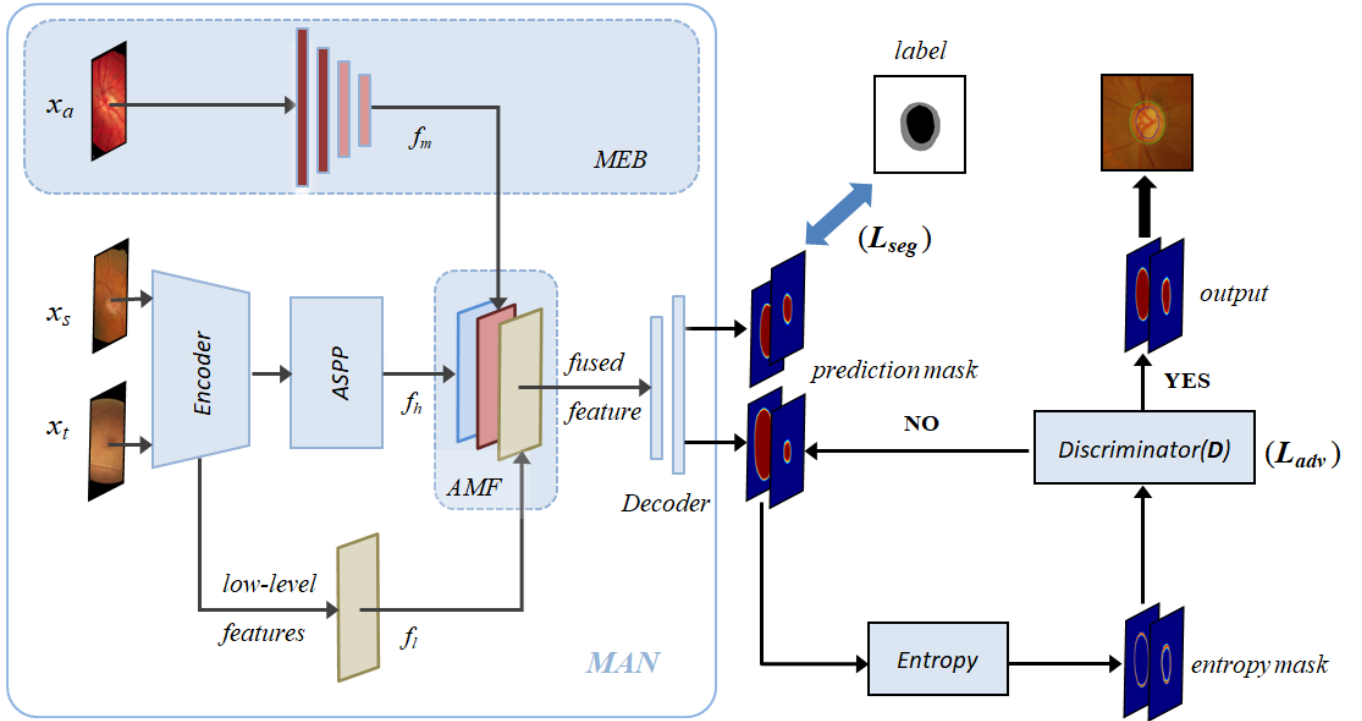 x_a
f_m
MEB
label
(L_seg)
x_s
x_t
Encoder
ASPP
f_h
AMF
fused
feature
Decoder
prediction mask
output
YES
NO
Discriminator(D)
(L_adv)
low-level
features
f_l
MAN
Entropy
entropy mask